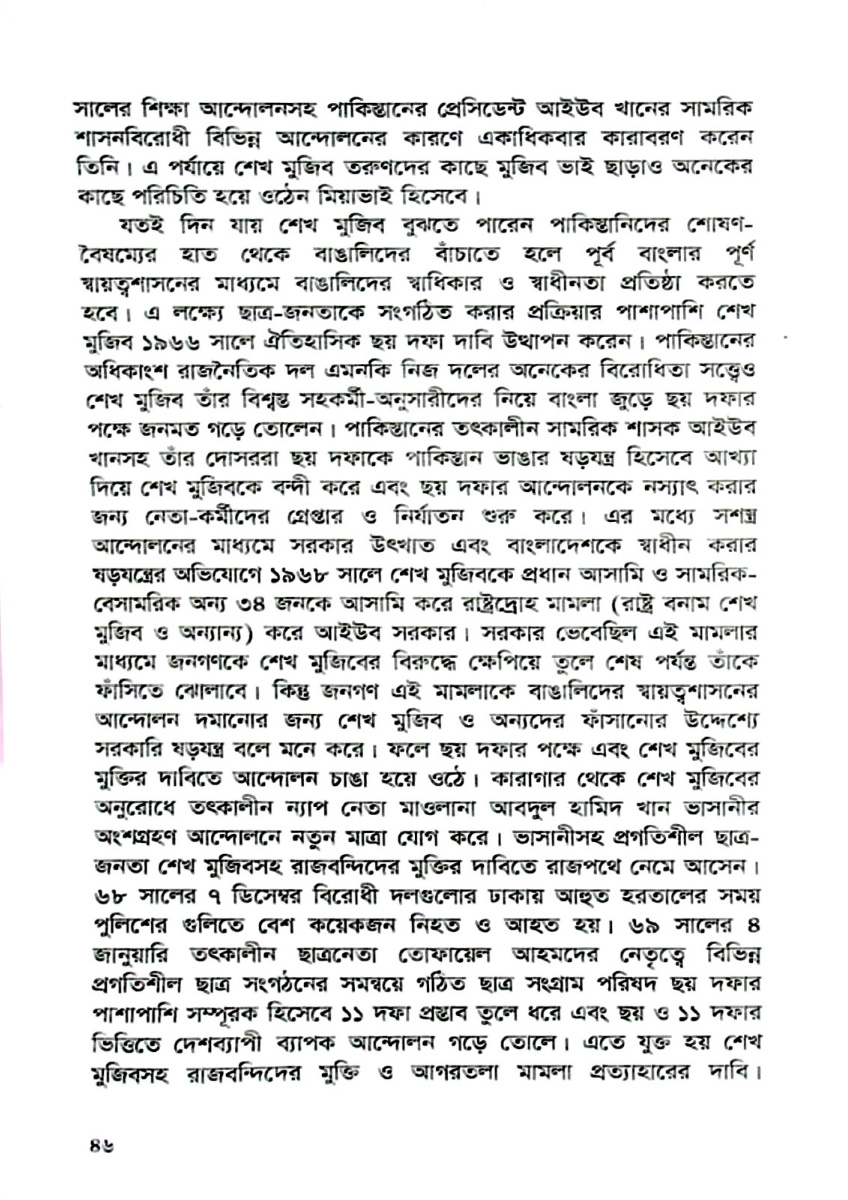 সালের শিক্ষা আন্দোলনসহ পাকিস্তানের প্রেসিডেন্ট আইউব খানের সামরিক
শাসনবিরোধী বিভিন্ন আন্দোলনের কারণে একাধিকবার কারাবরণ করেন
তিনি। এ পর্যায়ে শেখ মুজিব তরুণদের কাছে মুজিব ভাই ছাড়াও অনেকের
কাছে পরিচিতি হয়ে ওঠেন মিয়াভাই হিসেবে।
যতই দিন যায় শেখ মুজিব বুঝতে পারেন পাকিস্তানিদের শোষণ-
বৈষম্যের হাত থেকে বাঙালিদের বাঁচাতে হলে পূর্ব বাংলার পূর্ণ
স্বায়ত্বশাসনের মাধ্যমে বাঙালিদের স্বাধিকার ও স্বাধীনতা প্রতিষ্ঠা করতে
হবে। এ লক্ষ্যে ছাত্র-জনতাকে সংগঠিত করার প্রক্রিয়ার পাশাপাশি শেখ
মুজিব ১৯৬৬ সালে ঐতিহাসিক ছয় দফা দাবি উত্থাপন করেন। পাকিস্তানের
অধিকাংশ রাজনৈতিক দল এমনকি নিজ দলের অনেকের বিরোধিতা সত্ত্বেও
শেখ মুজিব তাঁর বিশ্বস্ত সহকর্মী-অনুসারীদের নিয়ে বাংলা জুড়ে ছয় দফার
পক্ষে জনমত গড়ে তোলেন। পাকিস্তানের তৎকালীন সামরিক শাসক আইউব
খানসহ তাঁর দোসররা ছয় দফাকে পাকিস্তান ভাঙার ষড়যন্ত্র হিসেবে আখ্যা
দিয়ে শেখ মুজিবকে বন্দী করে এবং ছয় দফার আন্দোলনকে নস্যাৎ করার
জন্য নেতা-কর্মীদের গ্রেপ্তার ও নির্যাতন শুরু করে। এর মধ্যে সশস্ত্র
আন্দোলনের মাধ্যমে সরকার উৎখাত এবং বাংলাদেশকে স্বাধীন করার
ষড়যন্ত্রের অভিযোগে ১৯৬৮ সালে শেখ মুজিবকে প্রধান আসামি ও সামরিক-
বেসামরিক অন্য ৩৪ জনকে আসামি করে রাষ্ট্রদ্রোহ মামলা (রাষ্ট্র বনাম শেখ
মুজিব ও অন্যান্য) করে আইউব সরকার। সরকার ভেবেছিল এই মামলার
মাধ্যমে জনগণকে শেখ মুজিবের বিরুদ্ধে ক্ষেপিয়ে তুলে শেষ পর্যন্ত তাঁকে
ফাঁসিতে ঝোলাবে। কিন্তু জনগণ এই মামলাকে বাঙালিদের স্বায়ত্বশাসনের
আন্দোলন দমানোর জন্য শেখ মুজিব ও অন্যদের ফাঁসানোর উদ্দেশ্যে
সরকারি ষড়যন্ত্র বলে মনে করে। ফলে ছয় দফার পক্ষে এবং শেখ মুজিবের
মুক্তির দাবিতে আন্দোলন চাঙা হয়ে ওঠে। কারাগার থেকে শেখ মুজিবের
অনুরোধে তৎকালীন ন্যাপ নেতা মাওলানা আবদুল হামিদ খান ভাসানীর
অংশগ্রহণ আন্দোলনে নতুন মাত্রা যোগ করে। ভাসানীসহ প্রগতিশীল ছাত্র-
জনতা শেখ মুজিবসহ রাজবন্দিদের মুক্তির দাবিতে রাজপথে নেমে আসেন।
৬৮ সালের ৭ ডিসেম্বর বিরোধী দলগুলোর ঢাকায় আহুত হরতালের সময়
পুলিশের গুলিতে বেশ কয়েকজন নিহত ও আহত হয়। ৬৯ সালের ৪
জানুয়ারি তৎকালীন ছাত্রনেতা তোফায়েল আহমদের নেতৃত্বে বিভিন্ন
প্রগতিশীল ছাত্র সংগঠনের সমন্বয়ে গঠিত ছাত্র সংগ্রাম পরিষদ ছয় দফার
পাশাপাশি সম্পূরক হিসেবে ১১ দফা প্রস্তাব তুলে ধরে এবং ছয় ও ১১ দফার
ভিত্তিতে দেশব্যাপী ব্যাপক আন্দোলন গড়ে তোলে। এতে যুক্ত হয় শেখ
মুজিবসহ রাজবন্দিদের মুক্তি ও আগরতলা মামলা প্রত্যাহারের দাবি।
৪৬